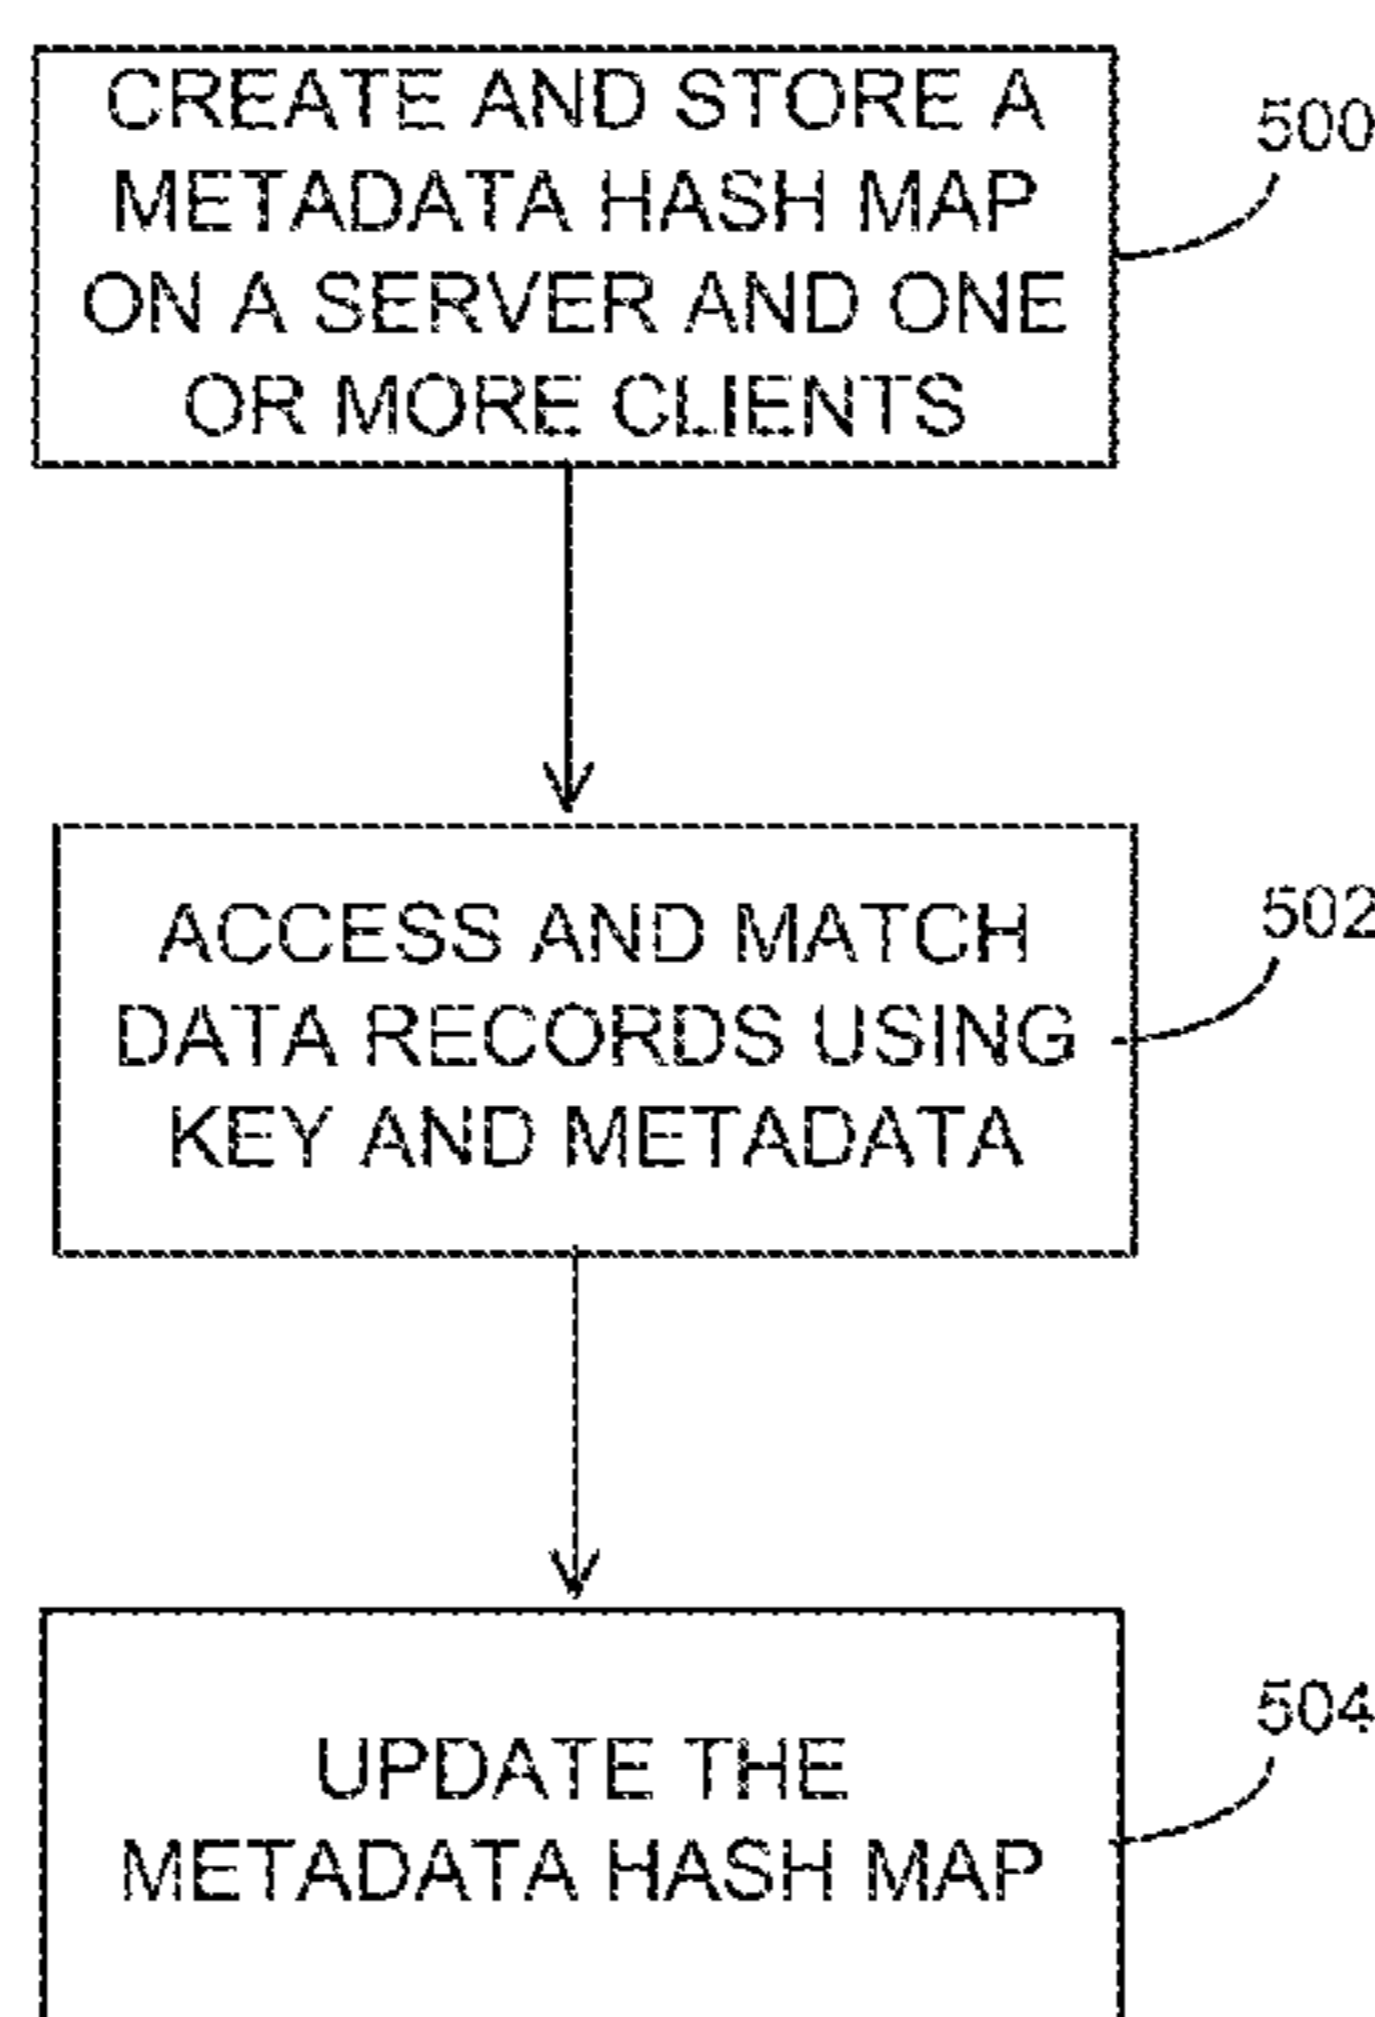 CREATE AND STORE A
METADATA HASH MAP
ON A SERVER AND ONE
OR MORE CLIENTS
500
ACCESS AND MATCH
DATA RECORDS USING
KEY AND METADATA
502
UPDATE THE
METADATA HASH MAP
504